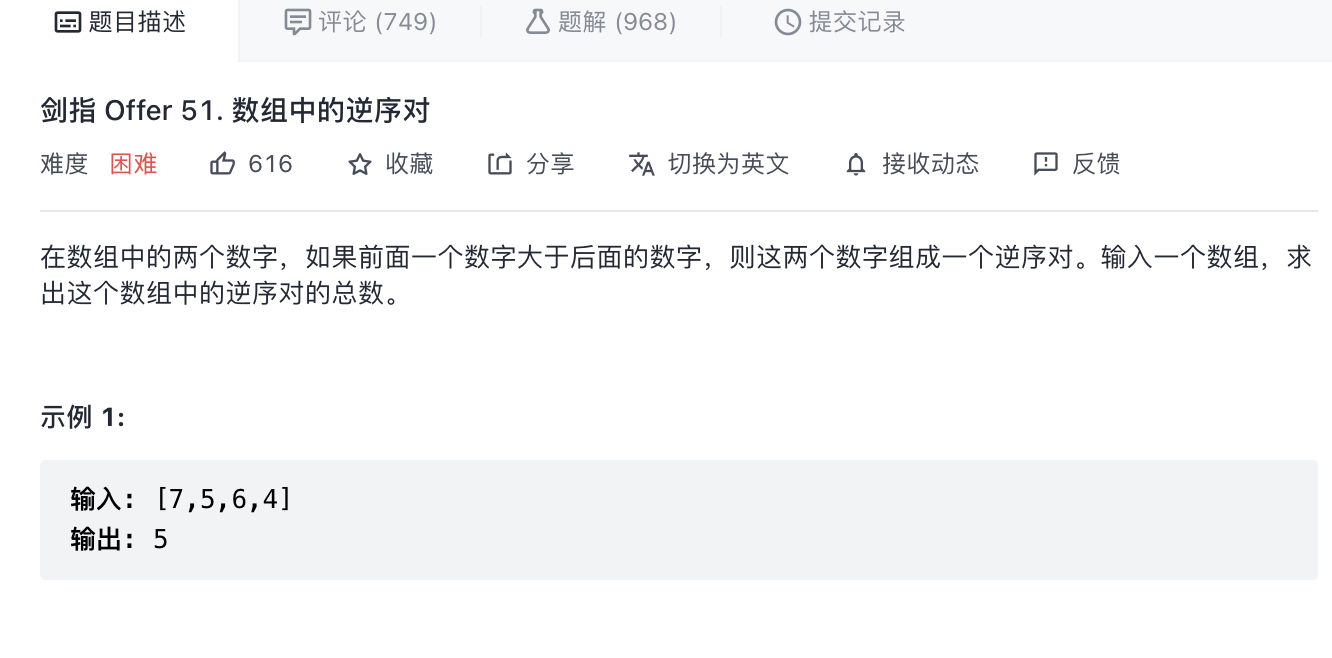 题目描述 评论 (749) 题解 (968) 提交记录
剑指 Offer 51. 数组中的逆序对
难度 困难 616 收藏 分享 切换为英文 接收动态 反馈
在数组中的两个数字，如果前面一个数字大于后面的数字，则这两个数字组成一个逆序对。输入一个数组，求
出这个数组中的逆序对的总数。
示例 1:
输入: [7,5,6,4]
输出: 5